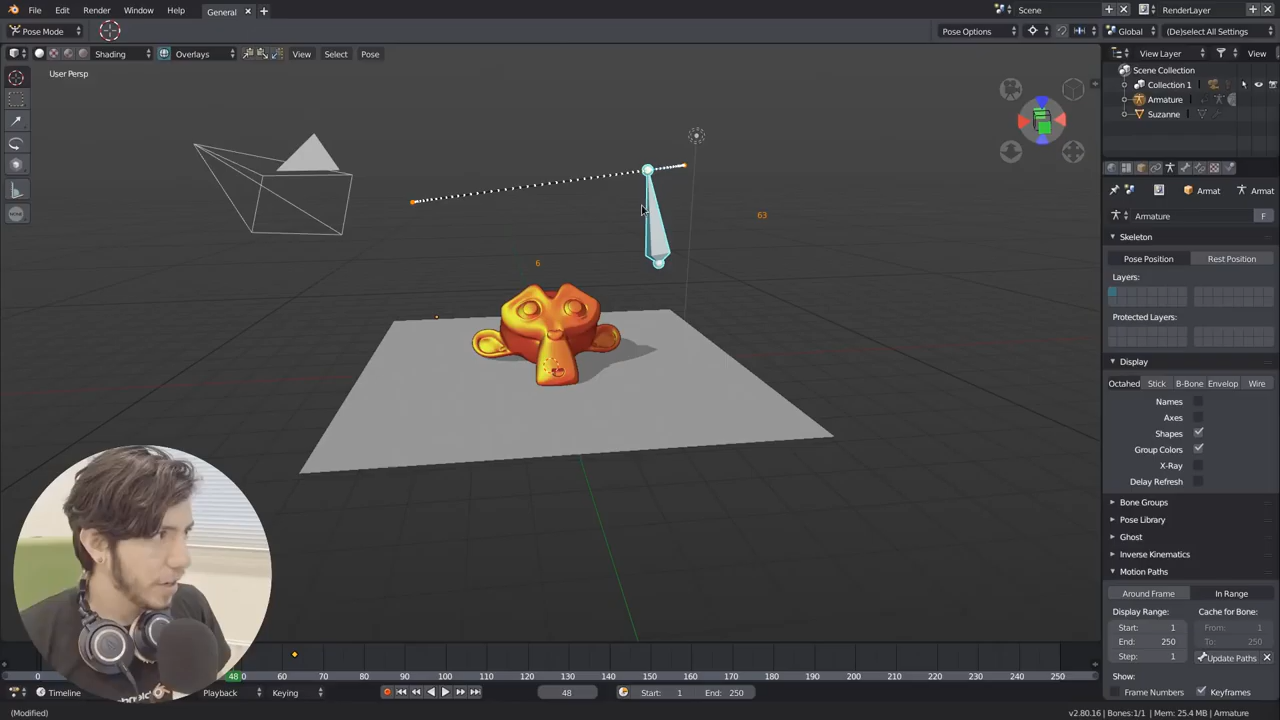 File Edit Window Render Help General Scene RenderLayer
Pose Mode Pose Options Global (De)select All Settings
Shading Overlays View Select Pose View Layer View
User Persp
Scene Collection
Collection 1
Armature
Suzanne
Armat Armat
Armature F
Skeleton
Pose Position Rest Position
Layers:
Protected Layers:
Display
Octahed Stick B-Bone Envelop Wire
Names
Axes
Shapes
Group Colors
X-Ray
Delay Refresh
Bone Groups
Pose Library
Ghost
Inverse Kinematics
Motion Paths
Around Frame In Range
Display Range: Cache for Bone:
Start: 1 From: 1
End: 250 To: 250
Step: 1 Update Paths
Show:
Frame Numbers Keyframes
63
6
0 48 60 70 80 90 100 110 120 130 140 150 160 170 180 190 200 210 220 230 240 250
Timeline Playback Keying 48 Start: 1 End: 250
(Modified) v2.80.16 | Bones:1/1 | Mem: 25.4 MB | Armature